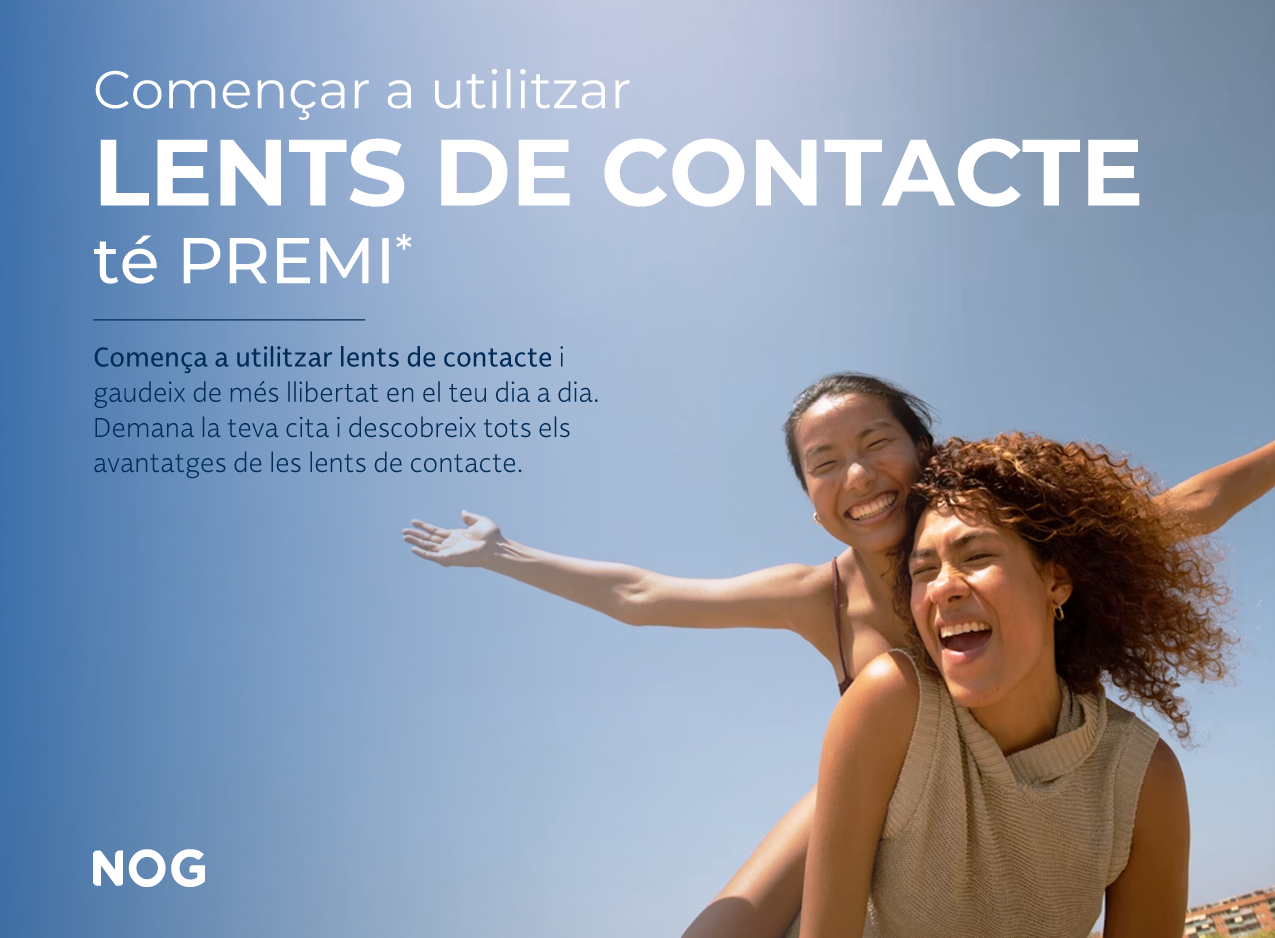 Començar a utilitzar
LENTS DE CONTACTE
té PREMI*
Comença a utilitzar lents de contacte i
gaudeix de més llibertat en el teu dia a dia.
Demana la teva cita i descobreix tots els
avantatges de les lents de contacte.
NOG